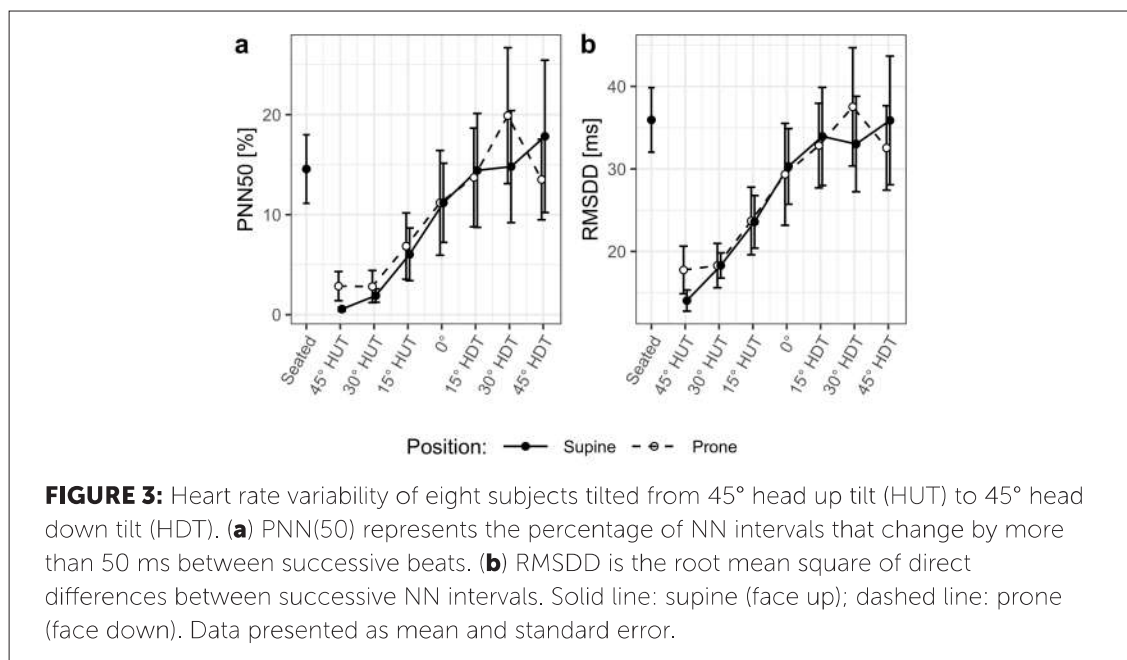 a
b
PNN50 [%]
20
10
0
Seated
45° HUT
30° HUT
15° HUT
0°
15° HDT
30° HDT
45° HDT
RMSDD [ms]
40
30
20
Seated
45° HUT
30° HUT
15° HUT
0°
15° HDT
30° HDT
45° HDT
Position: Supine Prone
FIGURE 3: Heart rate variability of eight subjects tilted from 45° head up tilt (HUT) to 45° head
down tilt (HDT). (a) PNN(50) represents the percentage of NN intervals that change by more
than 50 ms between successive beats. (b) RMSDD is the root mean square of direct
differences between successive NN intervals. Solid line: supine (face up); dashed line: prone
(face down). Data presented as mean and standard error.